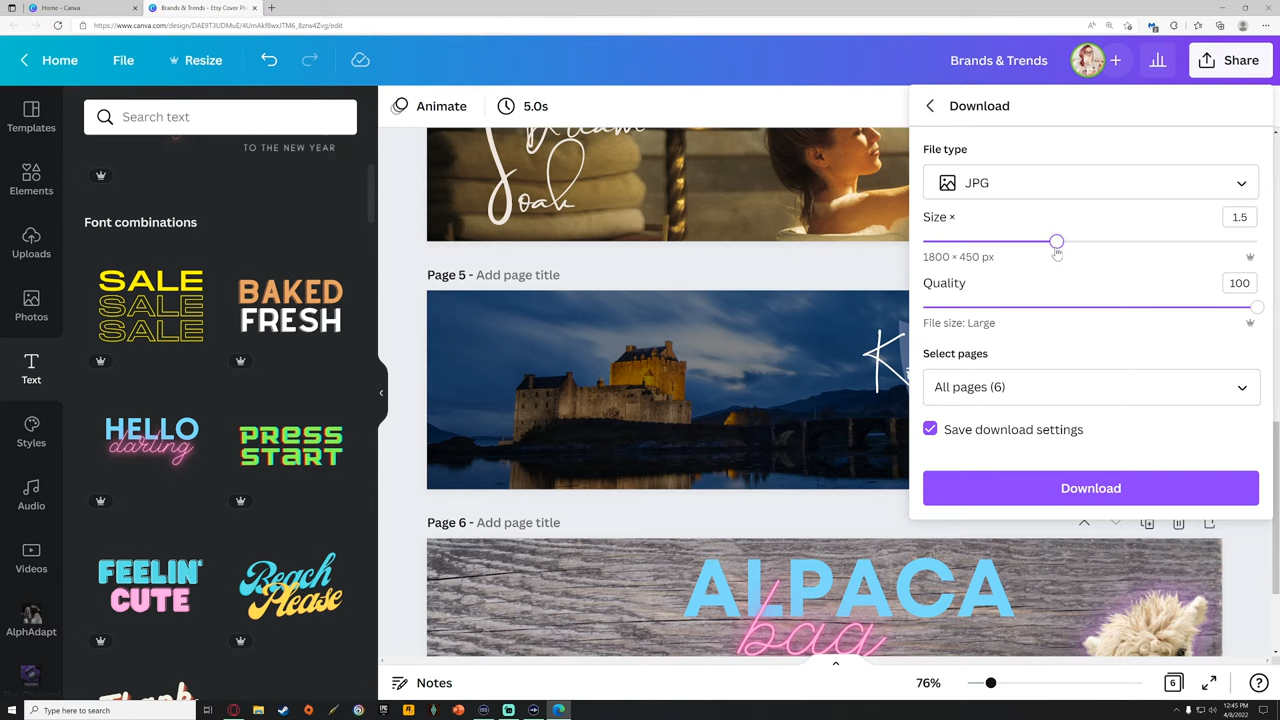 Home - Canva
Brands & Trends - Etsy Cover Ph
https://www.canva.com/design/DAE9T3UDMuE/4UmAkf8wxJTM6_8zrw4Zvg/edit
Home
File
Resize
Brands & Trends
Share
Templates
Elements
Uploads
Photos
Text
Styles
Audio
Videos
AlphAdapt
Search text
TO THE NEW YEAR
Font combinations
SALE
SALE
SALE
BAKED
FRESH
HELLO
darling
PRESS
START
FEELIN'
CUTE
Beach
Please
Animate
5.0s
Dream
Soak
Page 5 - Add page title
Page 6 - Add page title
ALPACA
bag
Notes
76%
6
Download
File type
JPG
Size ×
1.5
1800 × 450 px
Quality
100
File size: Large
Select pages
All pages (6)
Save download settings
Download
Type here to search
12:45 PM
4/8/2022